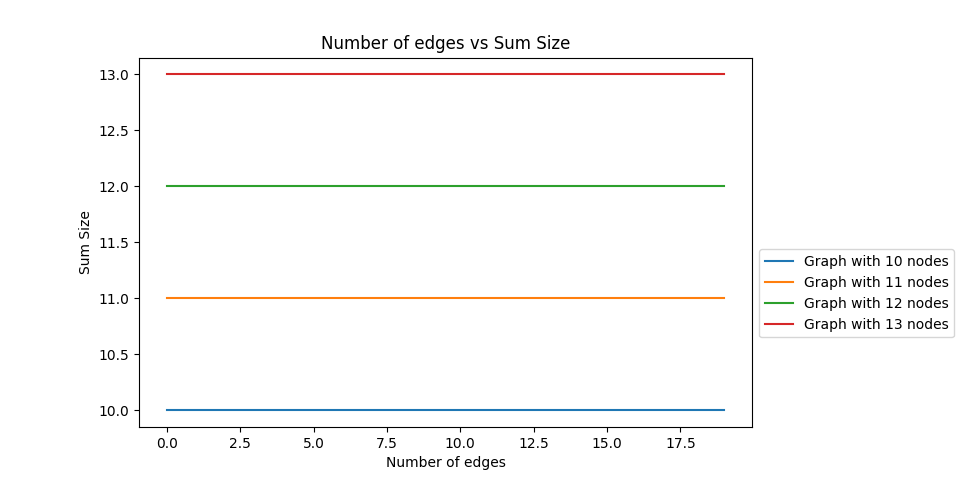 Number of edges vs Sum Size
13.0
12.5
12.0
11.5
11.0
10.5
10.0
Sum Size
0.0 2.5 5.0 7.5 10.0 12.5 15.0 17.5
Number of edges
Graph with 10 nodes
Graph with 11 nodes
Graph with 12 nodes
Graph with 13 nodes